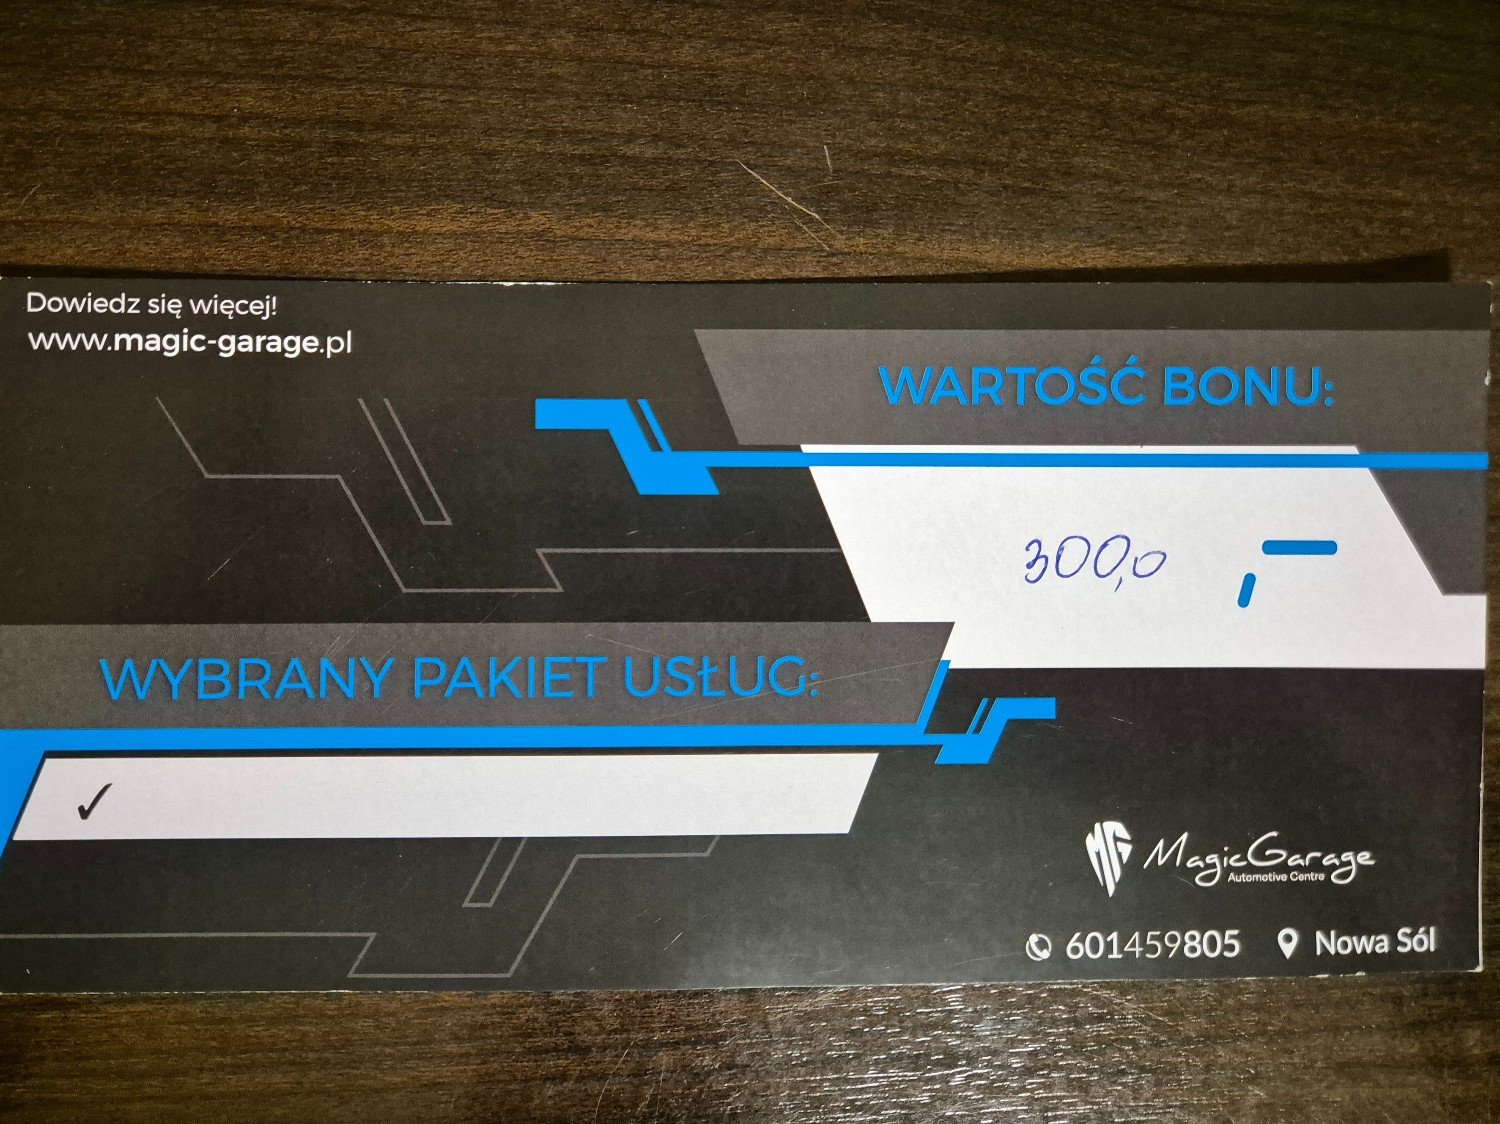 Dowiedz się więcej!
www.magic-garage.pl
WARTOŚĆ BONU:
300,0 ,-
WYBRANY PAKIET USŁUG:
✓
MG MagicGarage
Automotive Centre
601459805 Nowa Sól